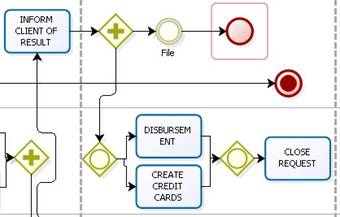 INFORM
CLIENT OF
RESULT
File
DISBURSEM
ENT
CREATE
CREDIT
CARDS
CLOSE
REQUEST